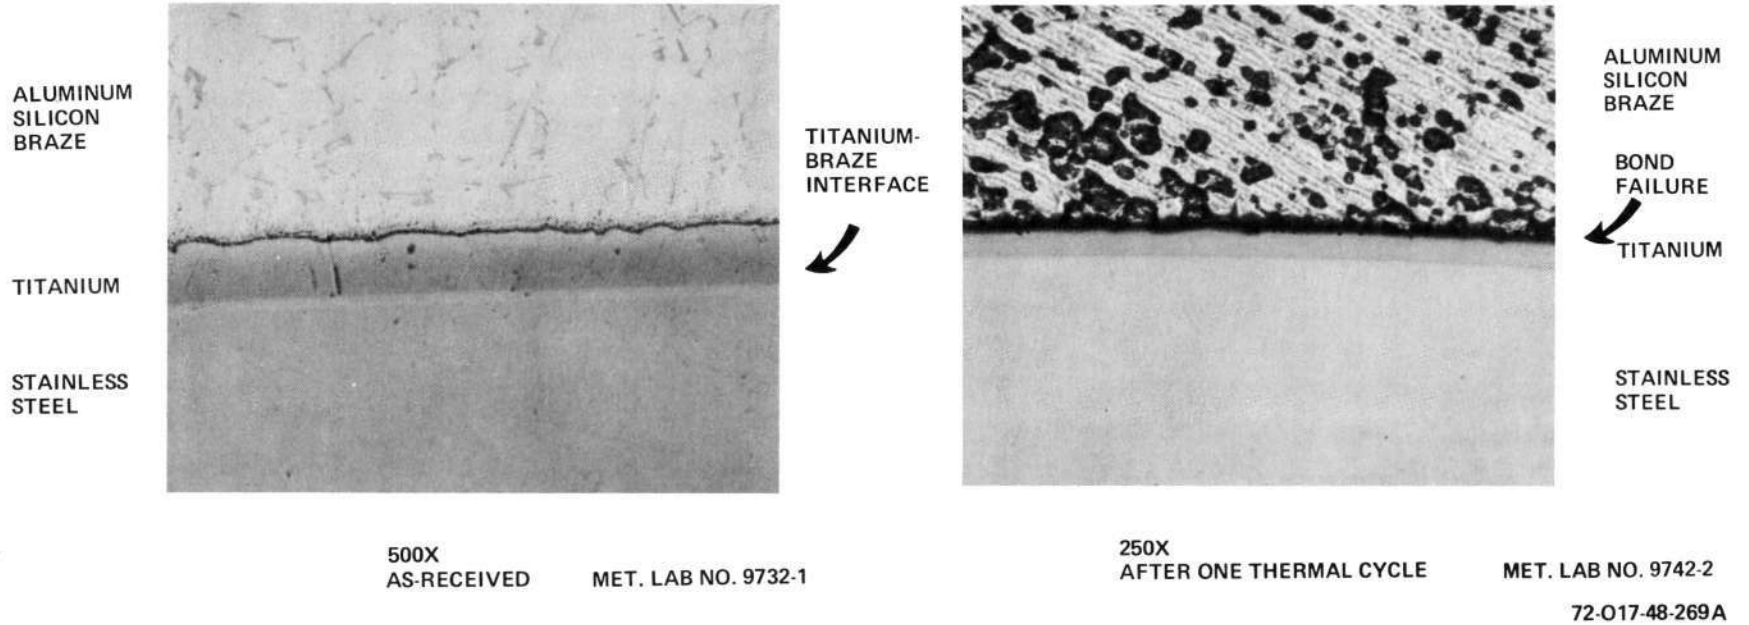 ALUMINUM
SILICON
BRAZE
TITANIUM
STAINLESS
STEEL
TITANIUM-
BRAZE
INTERFACE
ALUMINUM
SILICON
BRAZE
BOND
FAILURE
TITANIUM
STAINLESS
STEEL
500X
AS-RECEIVED MET. LAB NO. 9732-1
250X
AFTER ONE THERMAL CYCLE MET. LAB NO. 9742-2
72-O17-48-269A